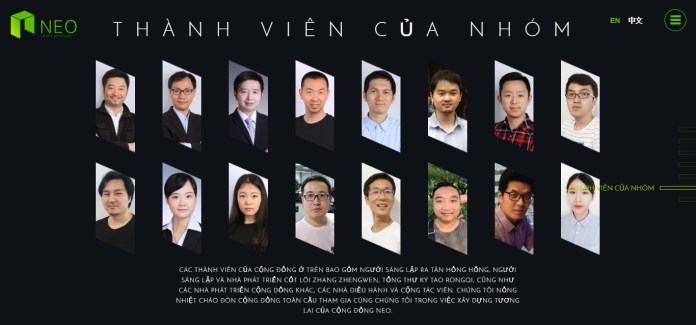 NEO
THÀNH VIÊN CỦA NHÓM
EN 中文
THÀNH VIÊN CỦA NHÓM
CÁC THÀNH VIÊN CỦA CỘNG ĐỒNG Ở TRÊN BAO GỒM NGƯỜI SÁNG LẬP RA TÂN HỒNG HỒNG, NGƯỜI
SÁNG LẬP VÀ NHÀ PHÁT TRIỂN CỐT LÕI ZHANG ZHENGWEN, TỔNG THƯ KÝ TAO RONGQI, CŨNG NHƯ
CÁC NHÀ PHÁT TRIỂN CỘNG ĐỒNG KHÁC, CÁC NHÀ ĐIỀU HÀNH VÀ CỘNG TÁC VIÊN. CHÚNG TÔI NỒNG
NHIỆT CHÀO ĐÓN CỘNG ĐỒNG TOÀN CẦU THAM GIA CÙNG CHÚNG TÔI TRONG VIỆC XÂY DỰNG TƯƠNG
LAI CỦA CỘNG ĐỒNG NEO.